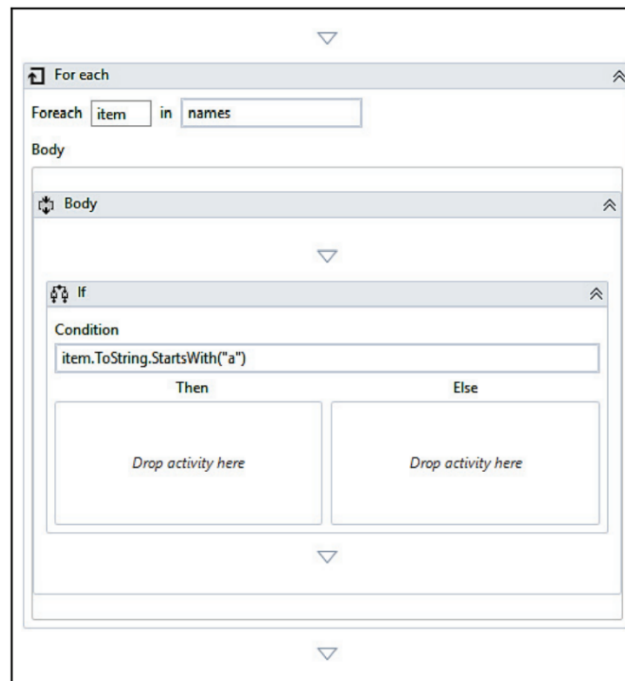 For each
Foreach item in names
Body
Body
If
Condition
item.ToString.StartsWith("a")
Then Else
Drop activity here Drop activity here